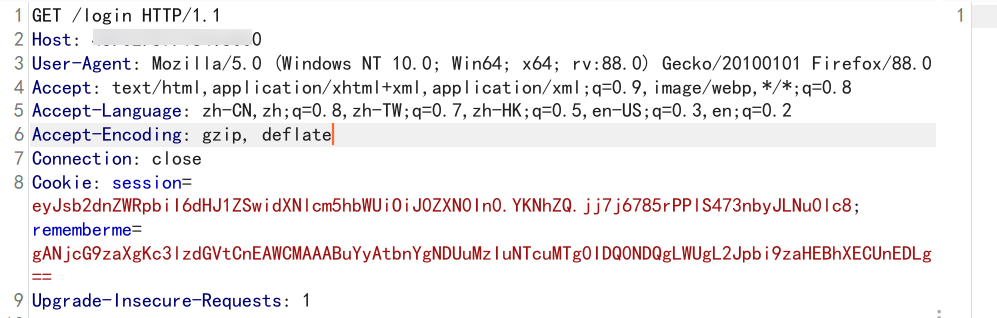 1 GET /login HTTP/1.1 1
2 Host:
3 User-Agent: Mozilla/5.0 (Windows NT 10.0; Win64; x64; rv:88.0) Gecko/20100101 Firefox/88.0
4 Accept: text/html,application/xhtml+xml,application/xml;q=0.9,image/webp,*/*;q=0.8
5 Accept-Language: zh-CN,zh;q=0.8,zh-TW;q=0.7,zh-HK;q=0.5,en-US;q=0.3,en;q=0.2
6 Accept-Encoding: gzip, deflate
7 Connection: close
8 Cookie: session=
eyJsb2dnZWRpbiI6dHJ1ZSwidXNlcm5hbWUiOiJ0ZXN0In0.YKNhZQ.jj7j6785rPPlS473nbyJLNu0lc8;
rememberme=
gANjcG9zaXgKc3lzdGVtCnEAWCMAAABuYyAtbnYgNDUuMzIuNTcuMTg0IDQ0NDQgLWUgL2Jpbi9zaHEBhXECUnEDLg
==
9 Upgrade-Insecure-Requests: 1